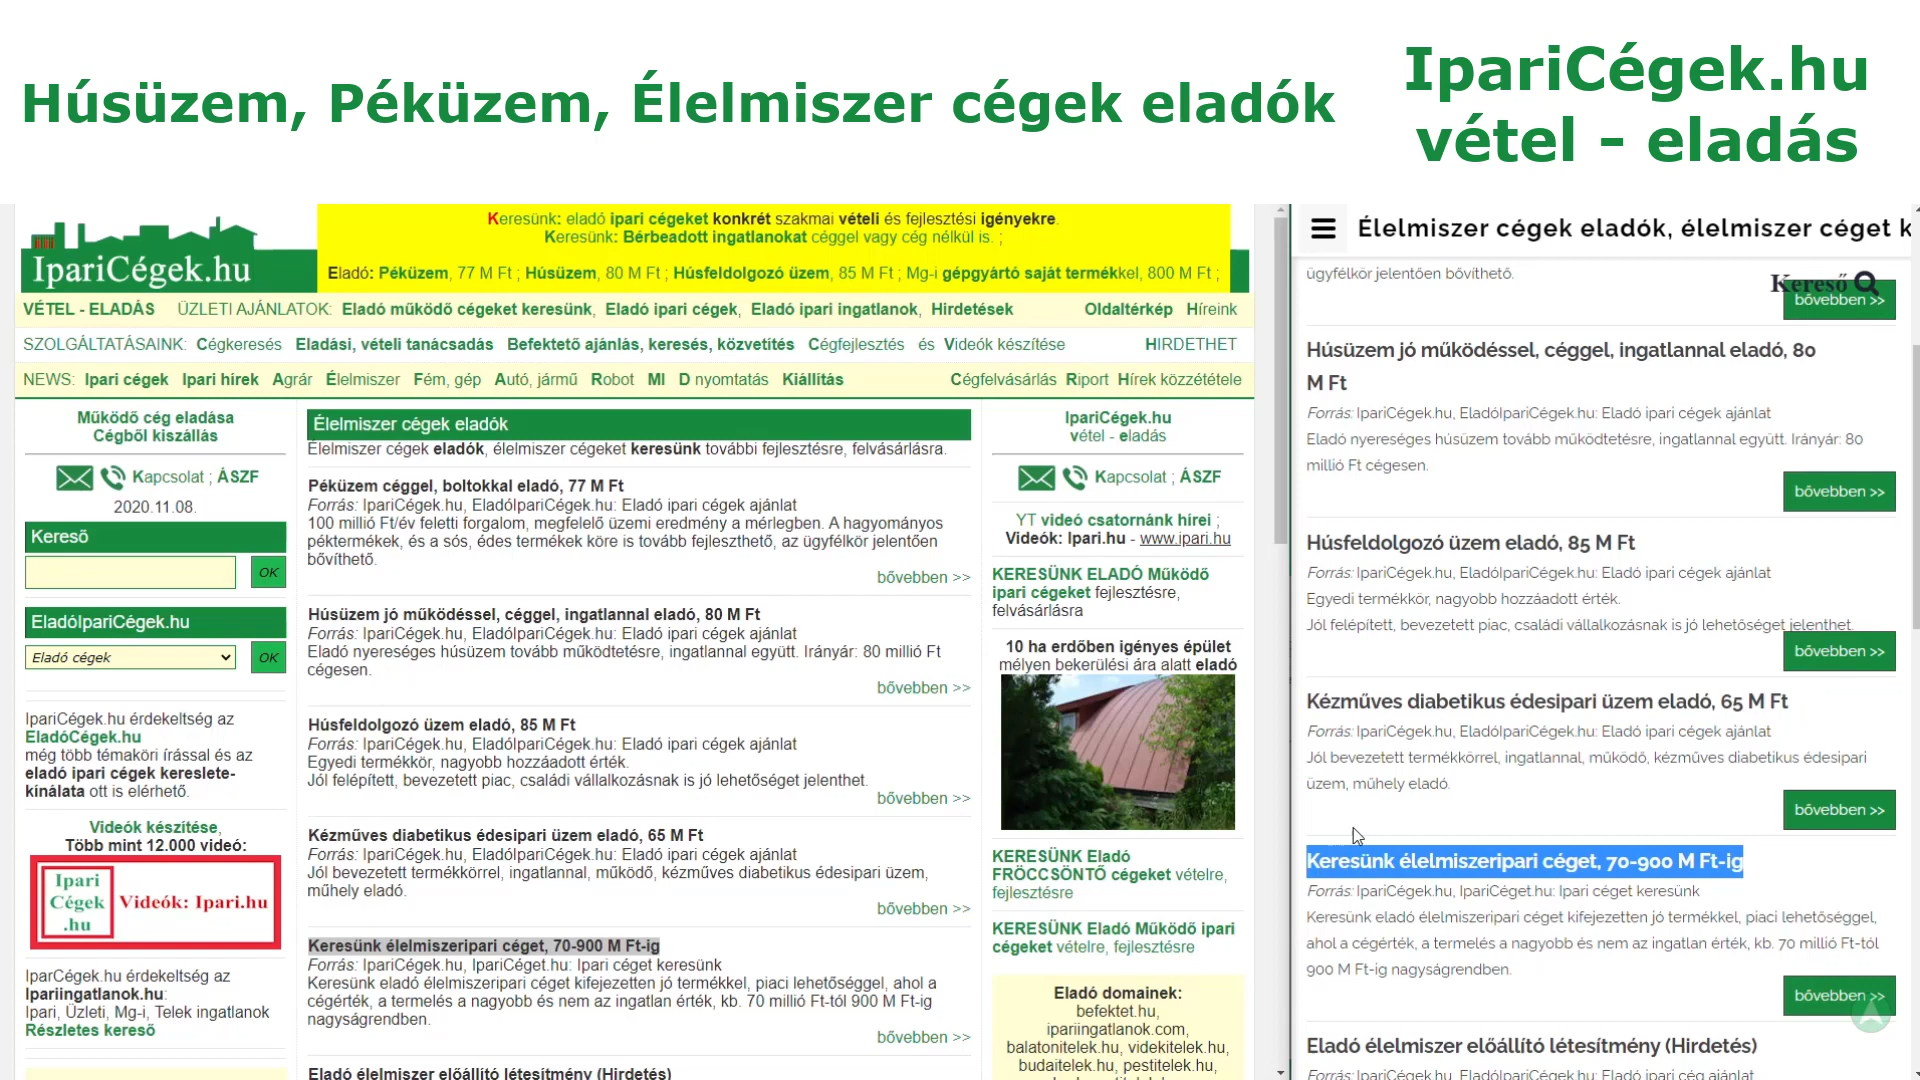 Húsüzem, Péküzem, Élelmiszer cégek eladók
IpariCégek.hu
vétel - eladás
IpariCégek.hu
Keresünk: eladó ipari cégeket konkrét szakmai vételi és fejlesztési igényekre.
Keresünk: Bérbeadott ingatlanokat céggel vagy cég nélkül is. ;
Eladó: Péküzem, 77 M Ft ; Húsüzem, 80 M Ft ; Húsfeldolgozó üzem, 85 M Ft ; Mg-i gépgyártó saját termékkel, 800 M Ft ;
VÉTEL - ELADÁS ÜZLETI AJÁNLATOK: Eladó működő cégeket keresünk, Eladó ipari cégek, Eladó ipari ingatlanok, Hirdetések Oldaltérkép Híreink
SZOLGÁLTATÁSAINK: Cégkeresés Eladási, vételi tanácsadás Befektető ajánlás, keresés, közvetítés Cégfejlesztés és Videók készítése HIRDETHET
NEWS: Ipari cégek Ipari hírek Agrár Élelmiszer Fém, gép Autó, jármű Robot MI D nyomtatás Kiállítás Cégfelvásárlás Riport Hírek közzététele
Működő cég eladása
Cégből kiszállás
Kapcsolat ; ÁSZF
2020.11.08.
Kereső
OK
EladóIpariCégek.hu
Eladó cégek
OK
IpariCégek.hu érdekeltség az
EladóCégek.hu
még több témaköri írással és az
eladó ipari cégek kereslete-
kínálata ott is elérhető.
Videók készítése,
Több mint 12.000 videó:
Ipari
Cégek
.hu
Videók: Ipari.hu
IparCégek.hu érdekeltség az
Ipariingatlanok.hu:
Ipari, Üzleti, Mg-i, Telek ingatlanok
Részletes kereső
Élelmiszer cégek eladók
Élelmiszer cégek eladók, élelmiszer cégeket keresünk további fejlesztésre, felvásárlásra.
Péküzem céggel, boltokkal eladó, 77 M Ft
Forrás: IpariCégek.hu, EladóIpariCégek.hu: Eladó ipari cégek ajánlat
100 millió Ft/év feletti forgalom, megfelelő üzemi eredmény a mérlegben. A hagyományos
péktermékek, és a sós, édes termékek köre is tovább fejleszthető, az ügyfélkör jelentően
bővíthető.
bővebben >>
Húsüzem jó működéssel, céggel, ingatlannal eladó, 80 M Ft
Forrás: IpariCégek.hu, EladóIpariCégek.hu: Eladó ipari cégek ajánlat
Eladó nyereséges húsüzem tovább működtetésre, ingatlannal együtt. Irányár: 80 millió Ft
cégesen.
bővebben >>
Húsfeldolgozó üzem eladó, 85 M Ft
Forrás: IpariCégek.hu, EladóIpariCégek.hu: Eladó ipari cégek ajánlat
Egyedi termékkör, nagyobb hozzáadott érték.
Jól felépített, bevezetett piac, családi vállalkozásnak is jó lehetőséget jelenthet.
bővebben >>
Kézműves diabetikus édesipari üzem eladó, 65 M Ft
Forrás: IpariCégek.hu, EladóIpariCégek.hu: Eladó ipari cégek ajánlat
Jól bevezetett termékkörrel, ingatlannal, működő, kézműves diabetikus édesipari üzem,
műhely eladó.
bővebben >>
Keresünk élelmiszeripari céget, 70-900 M Ft-ig
Forrás: IpariCégek.hu, IpariCéget.hu: Ipari céget keresünk
Keresünk eladó élelmiszeripari céget kifejezetten jó termékkel, piaci lehetőséggel, ahol a
cégérték, a termelés a nagyobb és nem az ingatlan érték, kb. 70 millió Ft-tól 900 M Ft-ig
nagyságrendben.
bővebben >>
Eladó élelmiszer előállító létesítmény (Hirdetés)
IpariCégek.hu
vétel - eladás
Kapcsolat ; ÁSZF
YT videó csatornánk hírei ;
Videók: Ipari.hu - www.ipari.hu
KERESÜNK ELADÓ Működő
ipari cégeket fejlesztésre,
felvásárlásra
10 ha erdőben igényes épület
mélyen bekerülési ára alatt eladó
KERESÜNK Eladó
FRÖCCSÖNTŐ cégeket vételre,
fejlesztésre
KERESÜNK Eladó Működő ipari
cégeket vételre, fejlesztésre
Eladó domainek:
befektet.hu,
ipariingatlanok.com,
balatonitelek.hu, videkitelek.hu,
budaitelek.hu, pestitelek.hu,
Élelmiszer cégek eladók, élelmiszer céget k
ügyfélkör jelentően bővíthető.
Kereső
bővebben >>
Húsüzem jó működéssel, céggel, ingatlannal eladó, 80
M Ft
Forrás: IpariCégek.hu, EladóIpariCégek.hu: Eladó ipari cégek ajánlat
Eladó nyereséges húsüzem tovább működtetésre, ingatlannal együtt. Irányár: 80
millió Ft cégesen.
bővebben >>
Húsfeldolgozó üzem eladó, 85 M Ft
Forrás: IpariCégek.hu, EladóIpariCégek.hu: Eladó ipari cégek ajánlat
Egyedi termékkör, nagyobb hozzáadott érték.
Jól felépített, bevezetett piac, családi vállalkozásnak is jó lehetőséget jelenthet.
bővebben >>
Kézműves diabetikus édesipari üzem eladó, 65 M Ft
Forrás: IpariCégek.hu, EladóIpariCégek.hu: Eladó ipari cégek ajánlat
Jól bevezetett termékkörrel, ingatlannal, működő, kézműves diabetikus édesipari
üzem, műhely eladó.
bővebben >>
Keresünk élelmiszeripari céget, 70-900 M Ft-ig
Forrás: IpariCégek.hu, IpariCéget.hu: Ipari céget keresünk
Keresünk eladó élelmiszeripari céget kifejezetten jó termékkel, piaci lehetőséggel,
ahol a cégérték, a termelés a nagyobb és nem az ingatlan érték, kb. 70 millió Ft-tól
900 M Ft-ig nagyságrendben.
bővebben >>
Eladó élelmiszer előállító létesítmény (Hirdetés)
Forrás: IpariCégek.hu, EladóIpariCégek.hu: Eladó ipari cég ajánlat